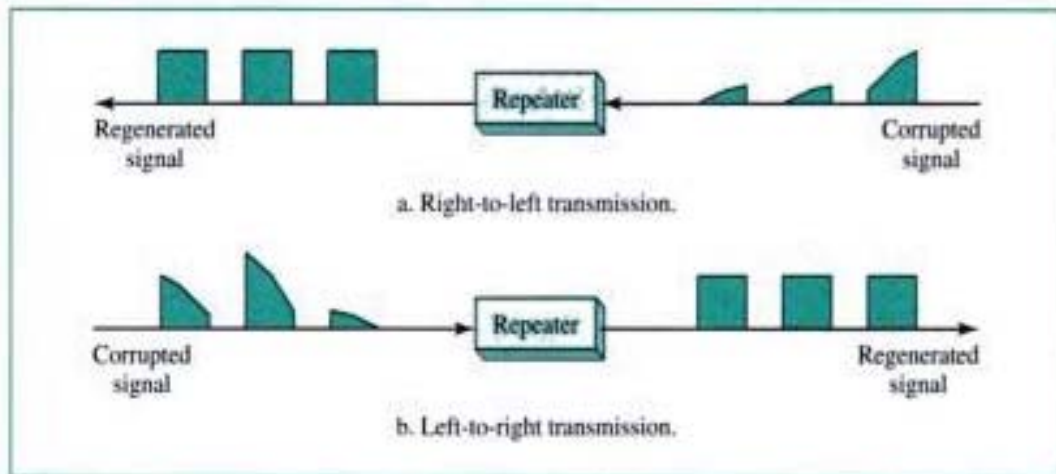 Repeater
Regenerated
signal
Corrupted
signal
a. Right-to-left transmission.
Repeater
Corrupted
signal
Regenerated
signal
b. Left-to-right transmission.